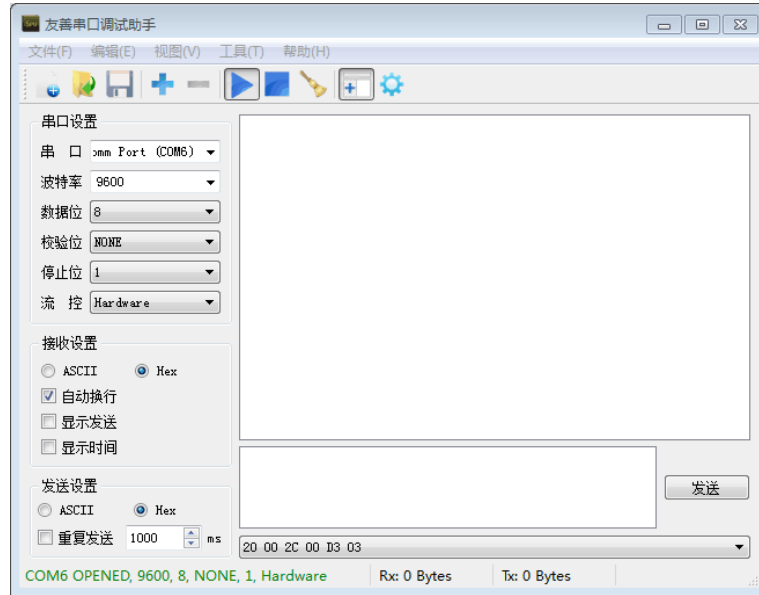 友善串口调试助手
文件(F) 编辑(E) 视图(V) 工具(T) 帮助(H)
串口设置
串 口 omm Port (COM6)
波特率 9600
数据位 8
校验位 NONE
停止位 1
流 控 Hardware
接收设置
ASCII Hex
自动换行
显示发送
显示时间
发送设置
ASCII Hex
重复发送 1000 ms
发送
20 00 2C 00 D3 03
COM6 OPENED, 9600, 8, NONE, 1, Hardware Rx: 0 Bytes Tx: 0 Bytes